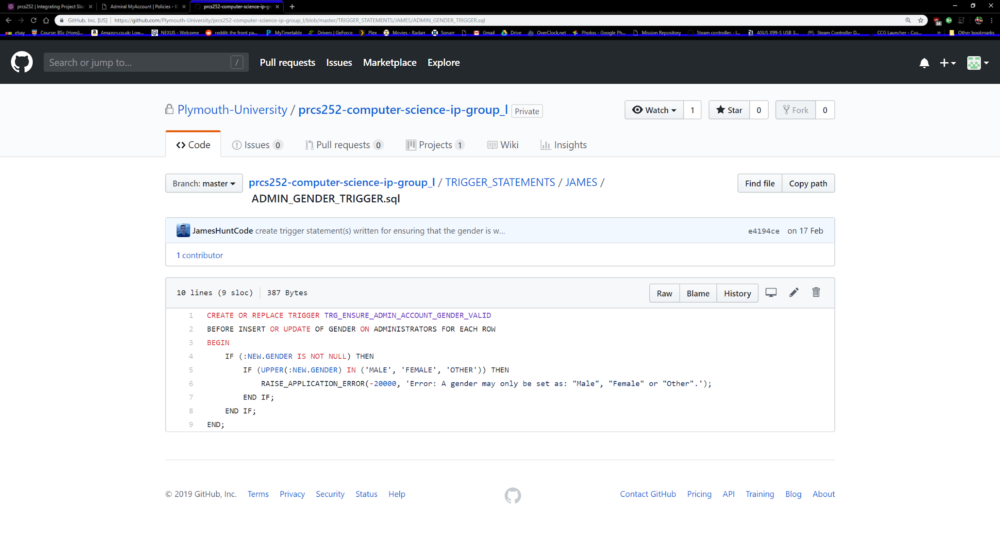 prcs252 | Integrating Project Slac
Admiral MyAccount | Policies - K
prcs252-computer-science-ip-gr
GitHub, Inc. [US]
https://github.com/Plymouth-University/prcs252-computer-science-ip-group_l/blob/master/TRIGGER_STATEMENTS/JAMES/ADMIN_GENDER_TRIGGER.sql
34
B+
ebay
Course: BSc (Hons)...
Amazon.co.uk: Low...
NEXUS - Welcome
reddit: the front pa...
MyTimetable
Drivers | GeForce
Plex
Movies - Radarr
Sonarr
Gmail
Drive
OverClock.net
Photos - Google Ph...
Mission Repository
Steam controller. · I...
ASUS X99-S USB 3...
Steam Controller D...
CCG Launcher - Cus...
»
Other bookmarks
Search or jump to...
/
Pull requests
Issues
Marketplace
Explore
Plymouth-University / prcs252-computer-science-ip-group_l Private
Watch 1
Star 0
Fork 0
Code
Issues 0
Pull requests 0
Projects 1
Wiki
Insights
Branch: master
prcs252-computer-science-ip-group_l / TRIGGER_STATEMENTS / JAMES /
ADMIN_GENDER_TRIGGER.sql
Find file
Copy path
JamesHuntCode create trigger statement(s) written for ensuring that the gender is w...
e4194ce on 17 Feb
1 contributor
10 lines (9 sloc)
387 Bytes
Raw
Blame
History
1 CREATE OR REPLACE TRIGGER TRG_ENSURE_ADMIN_ACCOUNT_GENDER_VALID
2 BEFORE INSERT OR UPDATE OF GENDER ON ADMINISTRATORS FOR EACH ROW
3 BEGIN
4 IF (:NEW.GENDER IS NOT NULL) THEN
5 IF (UPPER(:NEW.GENDER) IN ('MALE', 'FEMALE', 'OTHER')) THEN
6 RAISE_APPLICATION_ERROR(-20000, 'Error: A gender may only be set as: "Male", "Female" or "Other".');
7 END IF;
8 END IF;
9 END;
© 2019 GitHub, Inc.
Terms
Privacy
Security
Status
Help
Contact GitHub
Pricing
API
Training
Blog
About